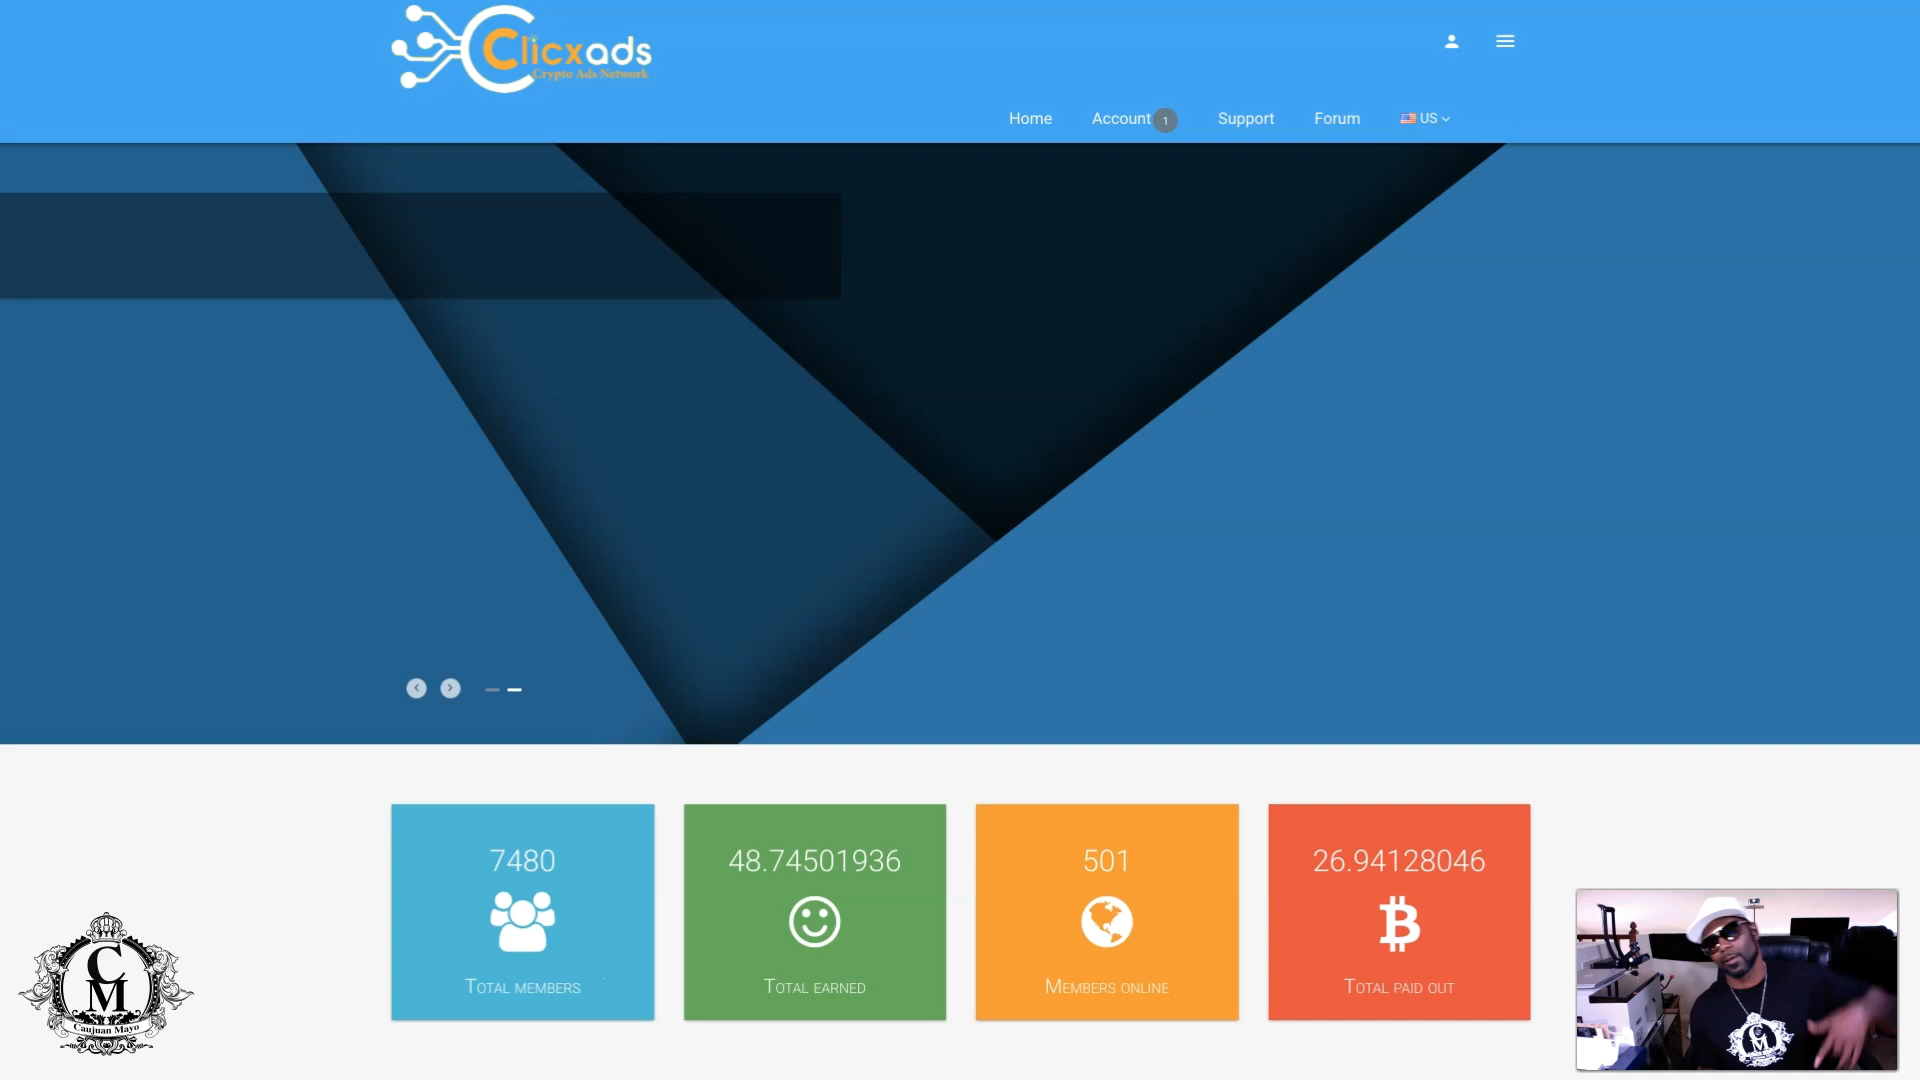 Clicxads
Crypto Ads Network
Home Account 1 Support Forum US
7480
Total members
48.74501936
Total earned
501
Members online
26.94128046
Total paid out
CM
Caujuan Mayo
CM